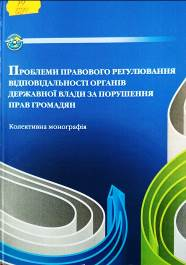 ПРОБЛЕМИ ПРАВОВОГО РЕГУЛЮВАННЯ
ВІДПОВІДАЛЬНОСТІ ОРГАНІВ
ДЕРЖАВНОЇ ВЛАДИ ЗА ПОРУШЕННЯ
ПРАВ ГРОМАДЯН
Колективна монографія